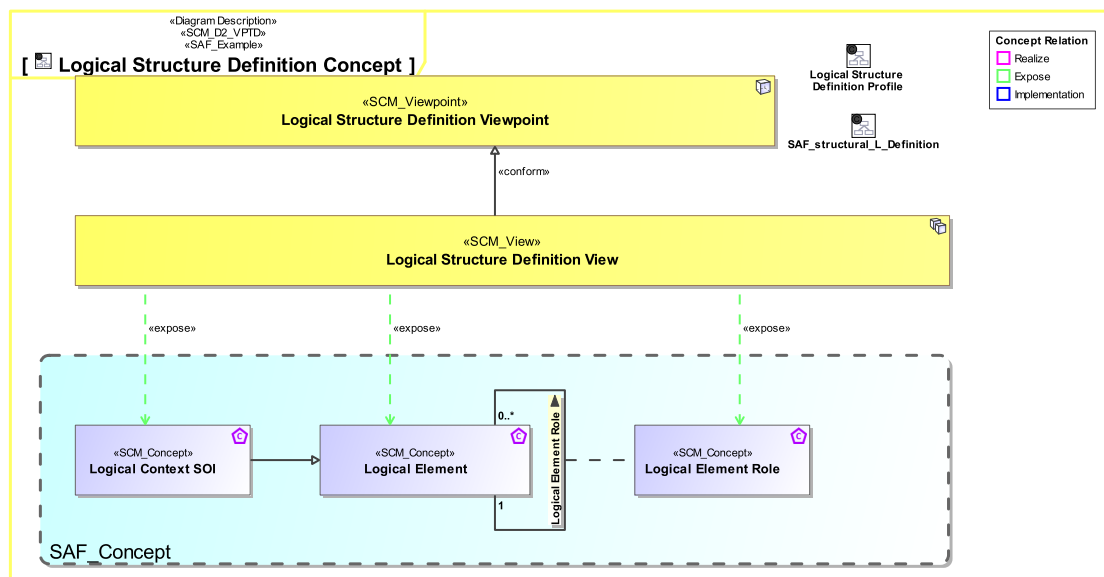 «Diagram Description»
«SCM_D2_VPTD»
«SAF_Example»
[ Logical Structure Definition Concept ]
«SCM_Viewpoint»
Logical Structure Definition Viewpoint
Logical Structure
Definition Profile
SAF_structural_L_Definition
Concept Relation
Realize
Expose
Implementation
«conform»
«SCM_View»
Logical Structure Definition View
«expose»
«expose»
«expose»
«SCM_Concept»
Logical Context SOI
«SCM_Concept»
Logical Element
0..*
1
Logical Element Role
«SCM_Concept»
Logical Element Role
SAF_Concept